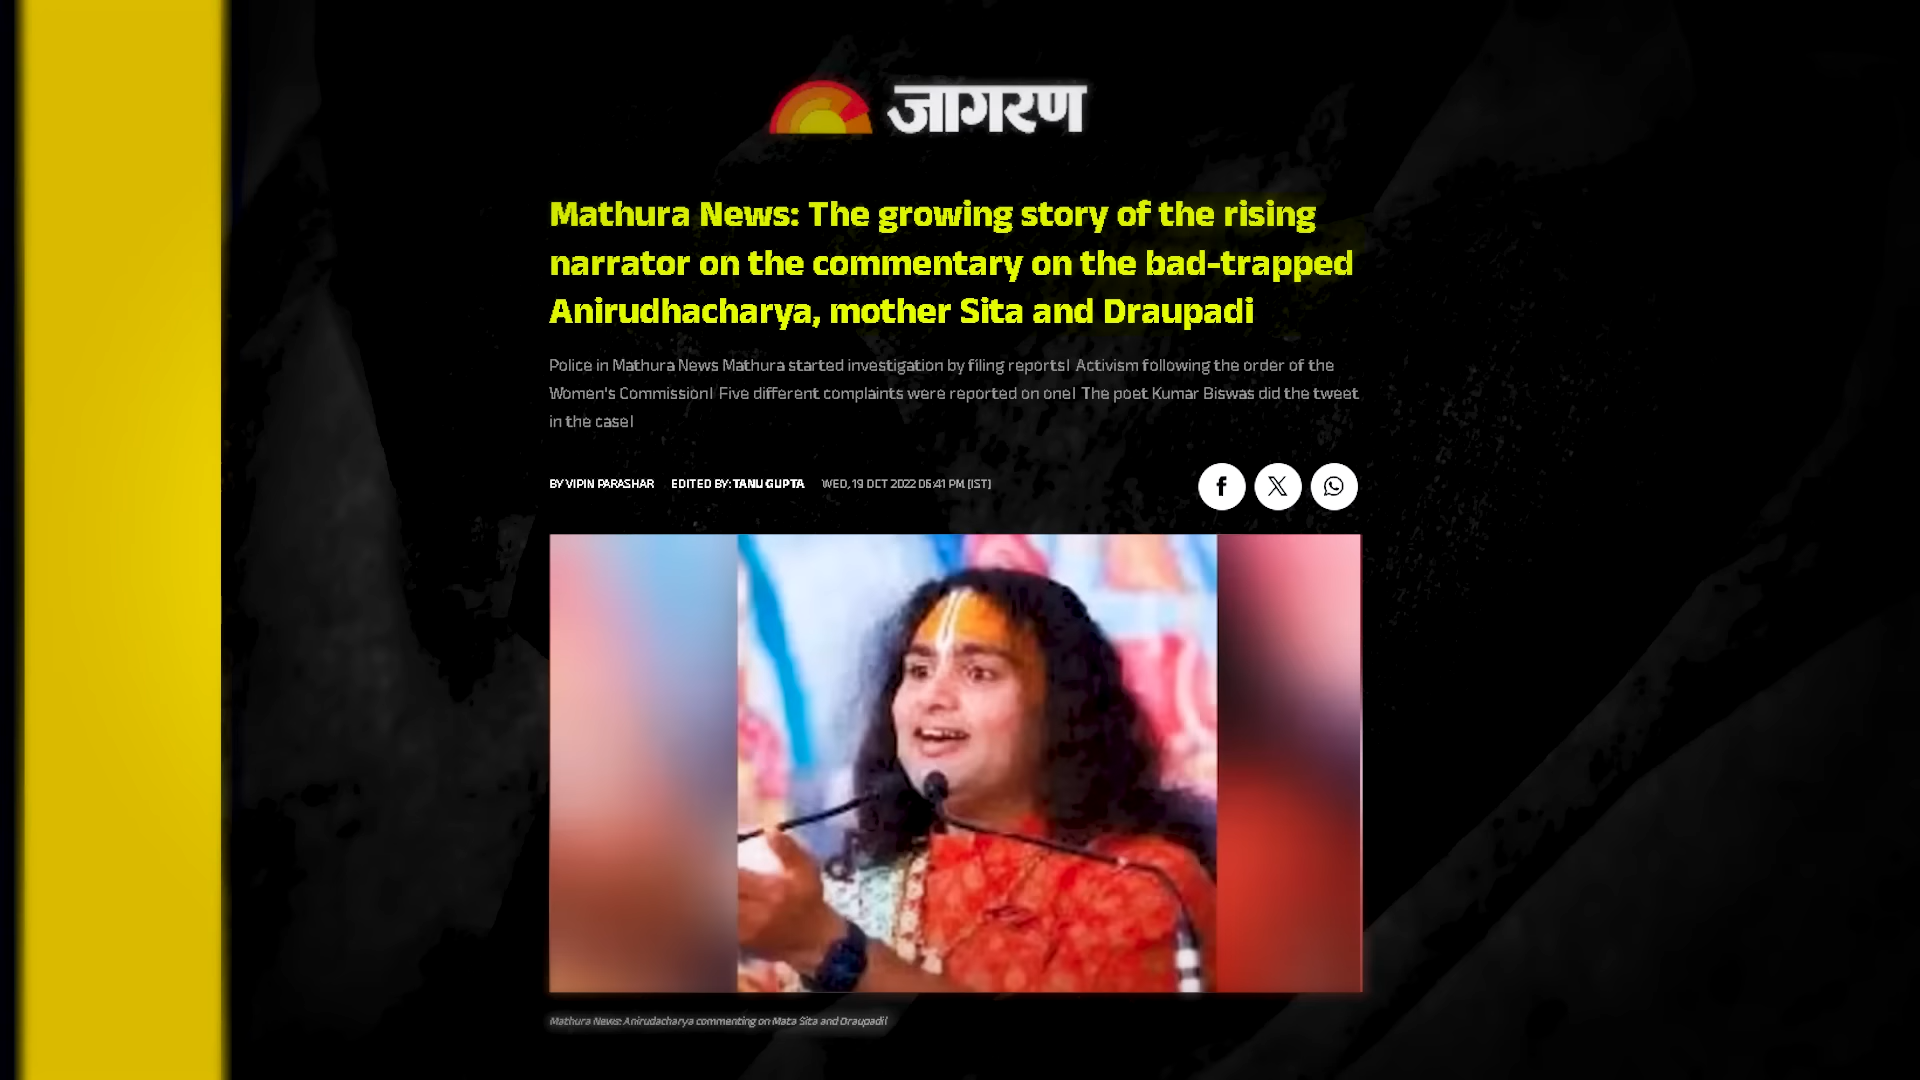 जागरण
Mathura News: The growing story of the rising
narrator on the commentary on the bad-trapped
Anirudhacharya, mother Sita and Draupadi
Police in Mathura News Mathura started investigation by filing reports। Activism following the order of the
Women's Commission। Five different complaints were reported on one। The poet Kumar Biswas did the tweet
in the case।
BY VIPIN PARASHAR EDITED BY: TANU GUPTA WED, 19 OCT 2022 06:41 PM (IST)
Mathura News: Anirudacharya commenting on Mata Sita and Draupadi।